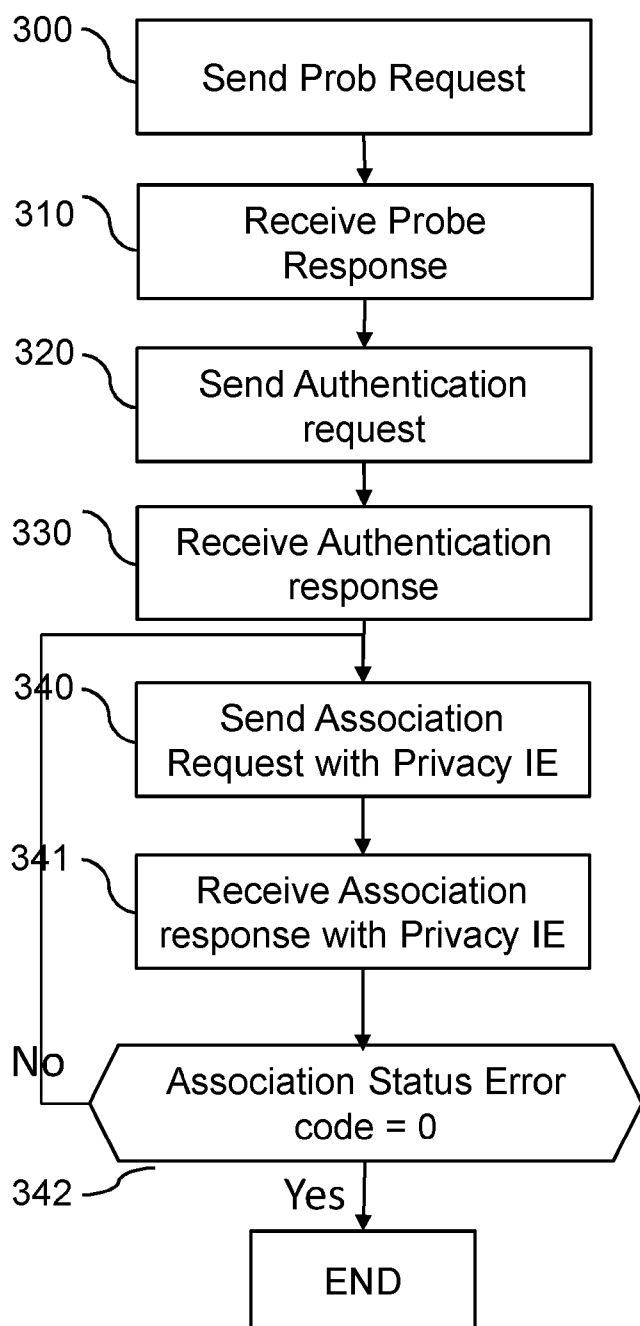 300
Send Prob Request
310
Receive Probe
Response
320
Send Authentication
request
330
Receive Authentication
response
340
Send Association
Request with Privacy IE
341
Receive Association
response with Privacy IE
No
Association Status Error
code = 0
342
Yes
END